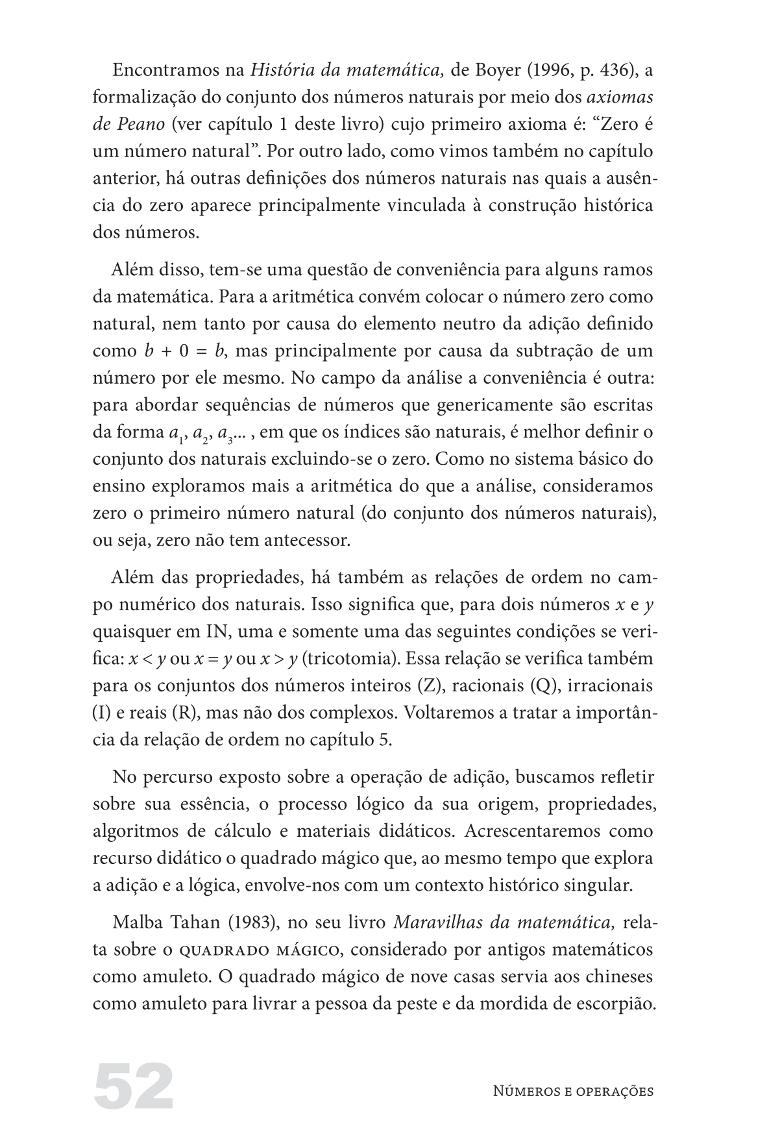 Encontramos na História da matemática, de Boyer (1996, p. 436), a
formalização do conjunto dos números naturais por meio dos axiomas
de Peano (ver capítulo 1 deste livro) cujo primeiro axioma é: “Zero é
um número natural”. Por outro lado, como vimos também no capítulo
anterior, há outras definições dos números naturais nas quais a ausên-
cia do zero aparece principalmente vinculada à construção histórica
dos números.
Além disso, tem-se uma questão de conveniência para alguns ramos
da matemática. Para a aritmética convém colocar o número zero como
natural, nem tanto por causa do elemento neutro da adição definido
como b + 0 = b, mas principalmente por causa da subtração de um
número por ele mesmo. No campo da análise a conveniência é outra:
para abordar sequências de números que genericamente são escritas
da forma a₁, a₂, a₃... , em que os índices são naturais, é melhor definir o
conjunto dos naturais excluindo-se o zero. Como no sistema básico do
ensino exploramos mais a aritmética do que a análise, consideramos
zero o primeiro número natural (do conjunto dos números naturais),
ou seja, zero não tem antecessor.
Além das propriedades, há também as relações de ordem no cam-
po numérico dos naturais. Isso significa que, para dois números x e y
quaisquer em IN, uma e somente uma das seguintes condições se veri-
fica: x < y ou x = y ou x > y (tricotomia). Essa relação se verifica também
para os conjuntos dos números inteiros (Z), racionais (Q), irracionais
(I) e reais (R), mas não dos complexos. Voltaremos a tratar a importân-
cia da relação de ordem no capítulo 5.
No percurso exposto sobre a operação de adição, buscamos refletir
sobre sua essência, o processo lógico da sua origem, propriedades,
algoritmos de cálculo e materiais didáticos. Acrescentaremos como
recurso didático o quadrado mágico que, ao mesmo tempo que explora
a adição e a lógica, envolve-nos com um contexto histórico singular.
Malba Tahan (1983), no seu livro Maravilhas da matemática, rela-
ta sobre o QUADRADO MÁGICO, considerado por antigos matemáticos
como amuleto. O quadrado mágico de nove casas servia aos chineses
como amuleto para livrar a pessoa da peste e da mordida de escorpião.
52
Números e operações